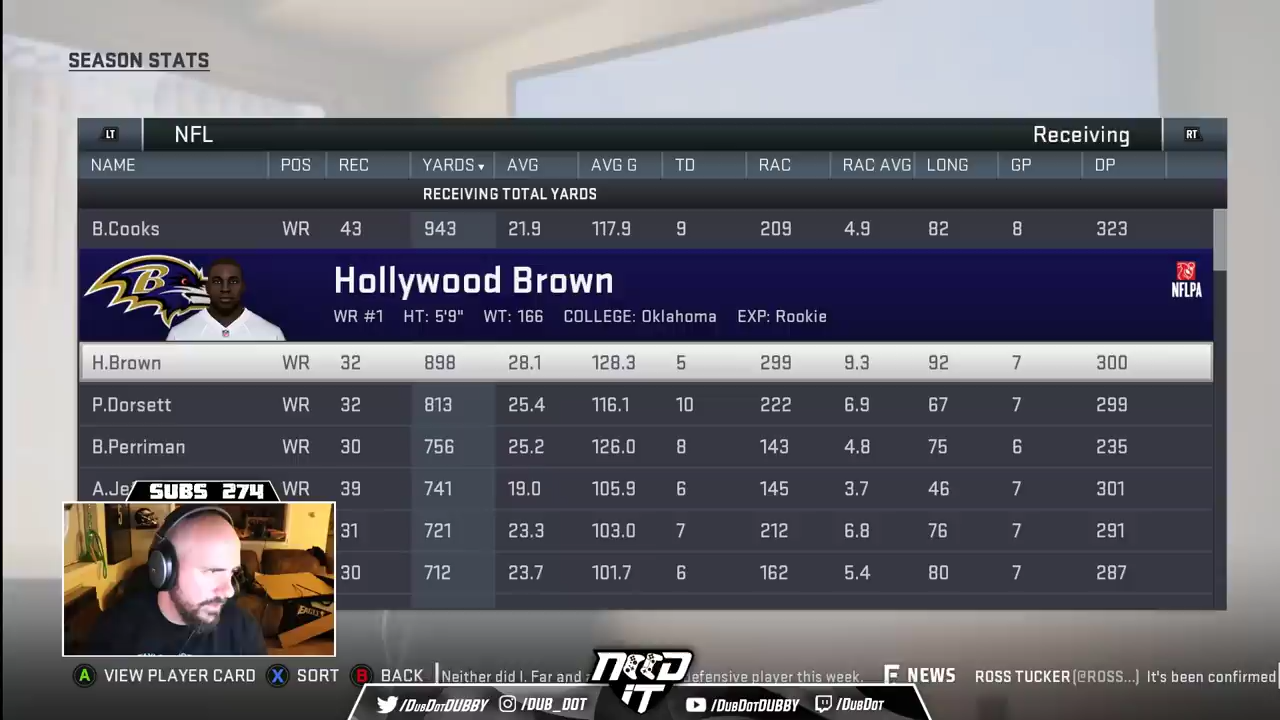 SEASON STATS
LT NFL Receiving RT
NAME POS REC YARDS AVG AVG G TD RAC RAC AVG LONG GP DP
RECEIVING TOTAL YARDS
B.Cooks WR 43 943 21.9 117.9 9 209 4.9 82 8 323
Hollywood Brown
WR #1 HT: 5'9" WT: 166 COLLEGE: Oklahoma EXP: Rookie
NFLPA
H.Brown WR 32 898 28.1 128.3 5 299 9.3 92 7 300
P.Dorsett WR 32 813 25.4 116.1 10 222 6.9 67 7 299
B.Perriman WR 30 756 25.2 126.0 8 143 4.8 75 6 235
WR 39 741 19.0 105.9 6 145 3.7 46 7 301
SUBS 274
31 721 23.3 103.0 7 212 6.8 76 7 291
30 712 23.7 101.7 6 162 5.4 80 7 287
A VIEW PLAYER CARD X SORT B BACK Neither did I. Far and defensive player this week. NEWS ROSS TUCKER (@ROSS...) It's been confirmed
NEED IT
/DubDotDUBBY /DUB_DOT /DubDotDUBBY /DubDot